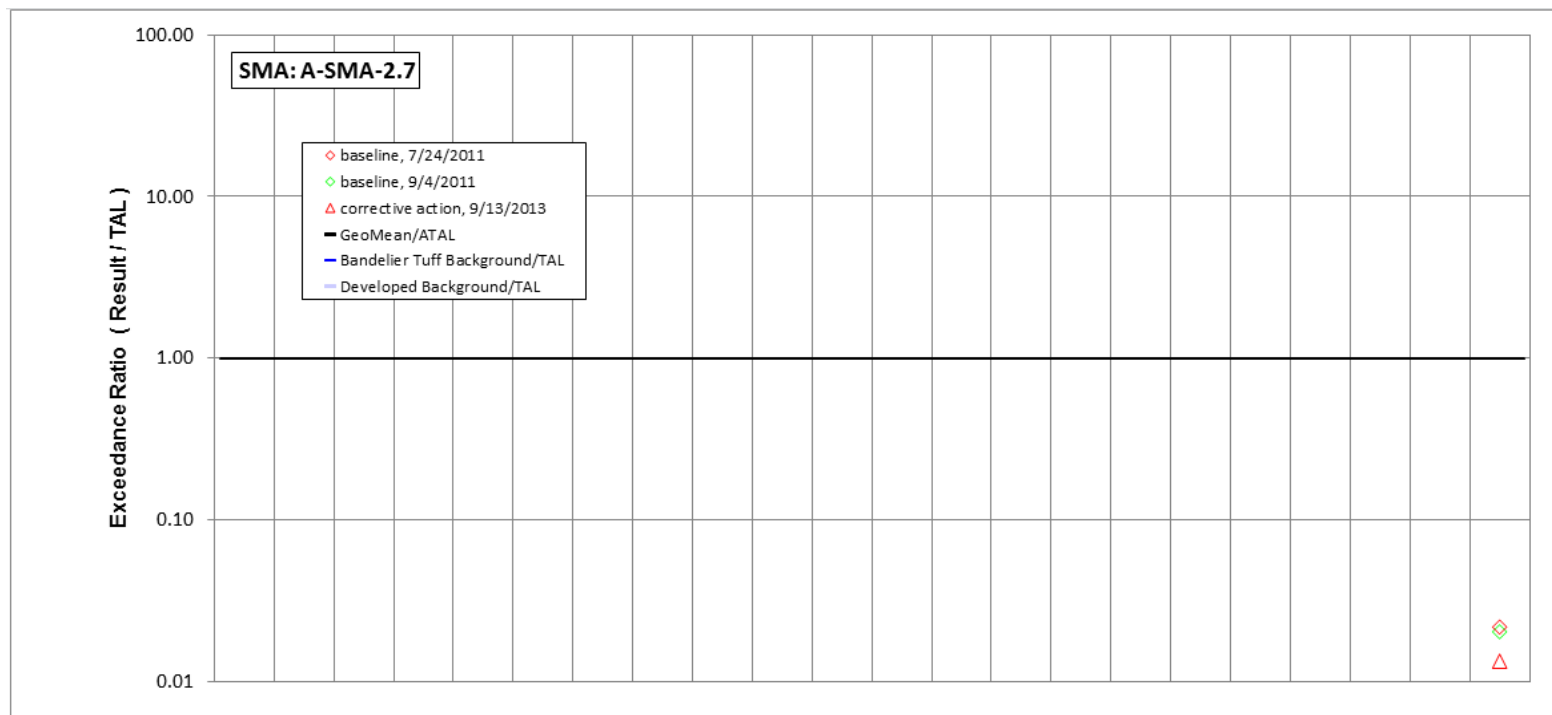 100.00
SMA: A-SMA-2.7
baseline, 7/24/2011
baseline, 9/4/2011
corrective action, 9/13/2013
GeoMean/ATAL
Bandelier Tuff Background/TAL
Developed Background/TAL
10.00
1.00
0.10
0.01
Exceedance Ratio ( Result / TAL )